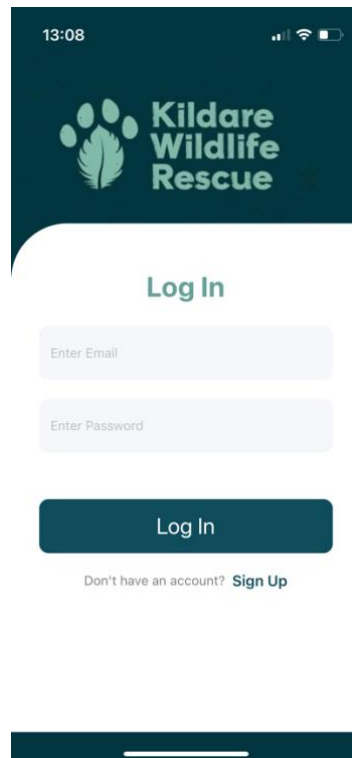 13:08
Kildare
Wildlife
Rescue
Log In
Enter Email
Enter Password
Log In
Don't have an account? Sign Up